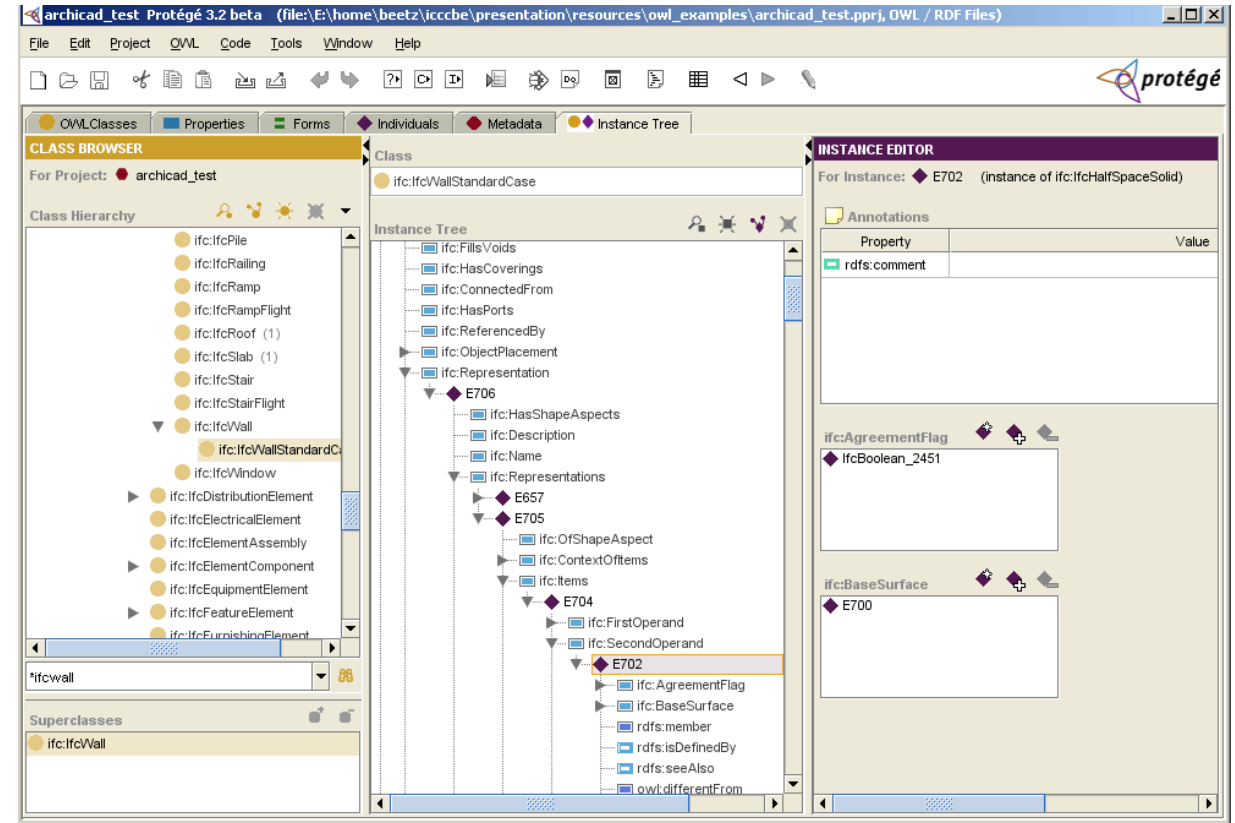 archicad_test Protégé 3.2 beta (file:\E:\home\beetz\icccbe\presentation\resources\owl_examples\archicad_test.pprj, OWL / RDF Files)
File Edit Project OWL Code Tools Window Help
protégé
OWLClasses Properties Forms Individuals Metadata Instance Tree
CLASS BROWSER
For Project: archicad_test
Class Hierarchy
ifc:IfcPile
ifc:IfcRailing
ifc:IfcRamp
ifc:IfcRampFlight
ifc:IfcRoof (1)
ifc:IfcSlab (1)
ifc:IfcStair
ifc:IfcStairFlight
ifc:IfcWall
ifc:IfcWallStandardCa
ifc:IfcWindow
ifc:IfcDistributionElement
ifc:IfcElectricalElement
ifc:IfcElementAssembly
ifc:IfcElementComponent
ifc:IfcEquipmentElement
ifc:IfcFeatureElement
ifc:IfcFurnishingElement
*ifcwall
Superclasses
ifc:IfcWall
Class
ifc:IfcWallStandardCase
Instance Tree
ifc:FillsVoids
ifc:HasCoverings
ifc:ConnectedFrom
ifc:HasPorts
ifc:ReferencedBy
ifc:ObjectPlacement
ifc:Representation
E706
ifc:HasShapeAspects
ifc:Description
ifc:Name
ifc:Representations
E657
E705
ifc:OfShapeAspect
ifc:ContextOfItems
ifc:Items
E704
ifc:FirstOperand
ifc:SecondOperand
E702
ifc:AgreementFlag
ifc:BaseSurface
rdfs:member
rdfs:isDefinedBy
rdfs:seeAlso
owl:differentFrom
INSTANCE EDITOR
For Instance: E702 (instance of ifc:IfcHalfSpaceSolid)
Annotations
Property Value
rdfs:comment
ifc:AgreementFlag
IfcBoolean_2451
ifc:BaseSurface
E700